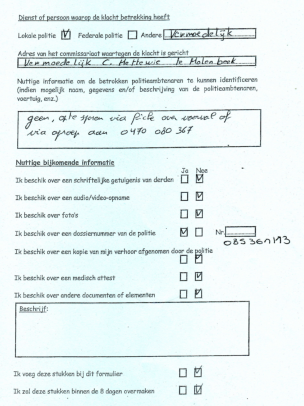 Dienst of persoon waarop de klacht betrekking heeft
Lokale politie ☑ Federale politie ☐ Andere Vermoedelijk
Adres van het commissariaat waartegen de klacht is gericht
Vermoedelijk C. Mettewie Molenbeek
Nuttige informatie om de betrokken politieambtenaren te kunnen identificeren
(indien mogelijk naam, gegevens en/of beschrijving van de politieambtenaren,
voertuig, enz.)
geen, op te sporen via fiche van voorval of
via oproep aan 0470 080 367
Nuttige bijkomende informatie
Ja Nee
Ik beschik over een schriftelijke getuigenis van derden ☐ ☑
Ik beschik over een audio/video-opname ☐ ☑
Ik beschik over foto's ☐ ☑
Ik beschik over een dossiernummer van de politie ☑ ☐ Nr.
085367193
Ik beschik over een kopie van mijn verhoor afgenomen door de politie
☐ ☑
Ik beschik over een medisch attest ☐ ☑
Ik beschik over andere documenten of elementen ☐ ☑
Beschrijf:
Ik voeg deze stukken bij dit formulier ☐ ☑
Ik zal deze stukken binnen de 8 dagen overmaken ☐ ☑